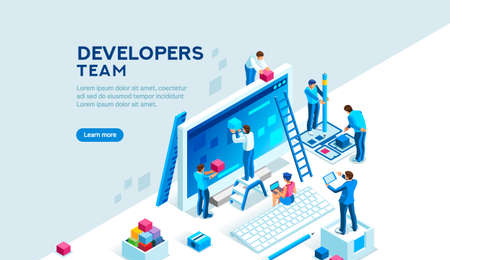 DEVELOPERS
TEAM
Lorem ipsum dolor sit amet, coectetur
ad sed do eiusmod tempor incididunt
Lorem ipsum dolor sit amet.
Learn more